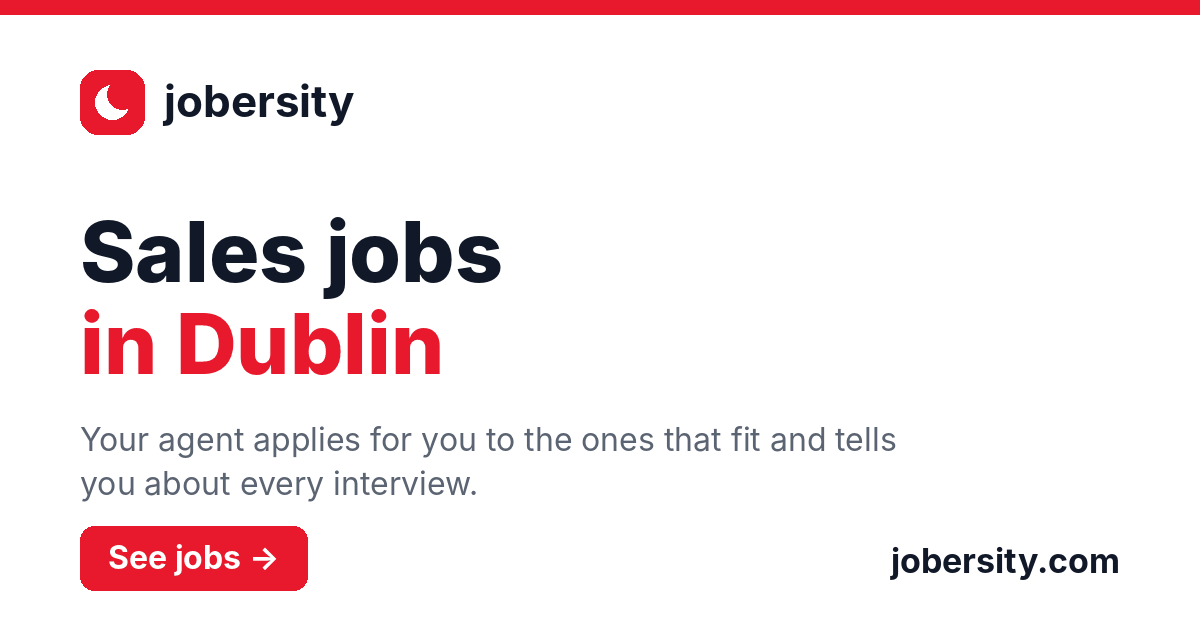 jobersity
Sales jobs
in Dublin
Your agent applies for you to the ones that fit and tells
you about every interview.
See jobs →
jobersity.com